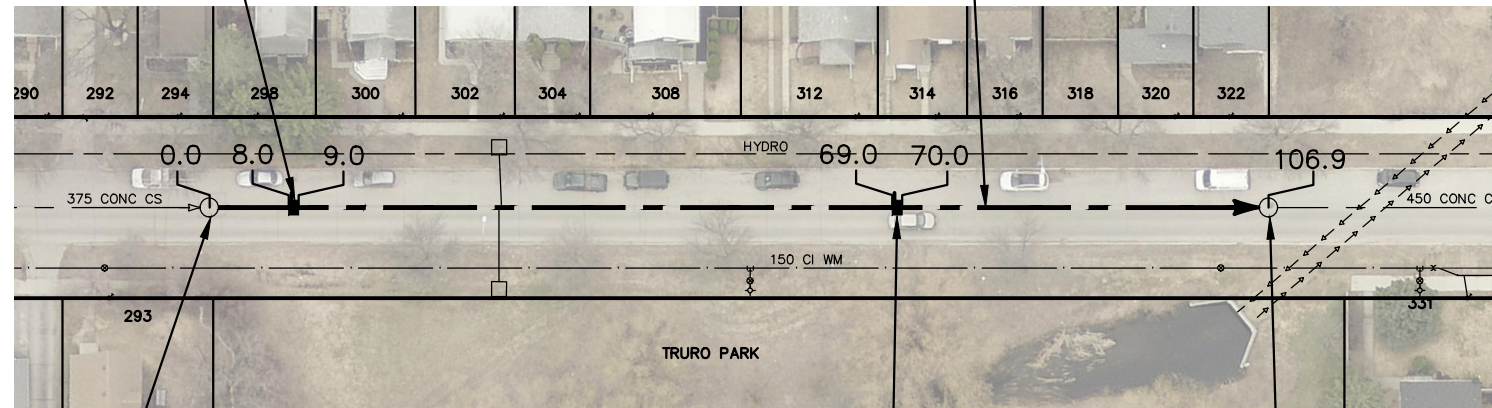 290 292 294 298 300 302 304 308 312 314 316 318 320 322
HYDRO
0.0 8.0 9.0 69.0 70.0 106.9
375 CONC CS
450 CONC C
150 CI WM
293
331
TRURO PARK